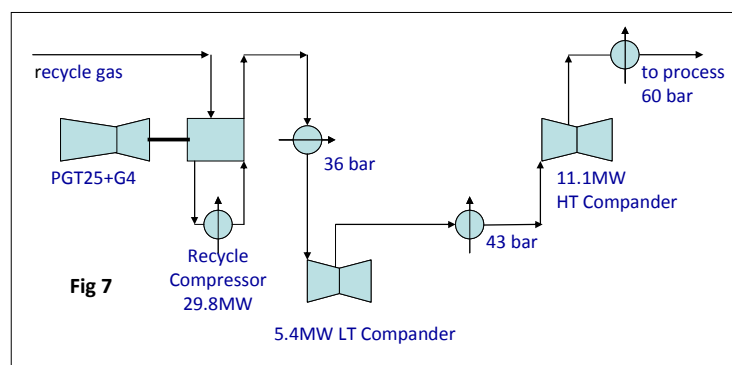 recycle gas
to process
60 bar
PGT25+G4
36 bar
11.1MW
HT Compander
Recycle
Compressor
29.8MW
43 bar
Fig 7
5.4MW LT Compander